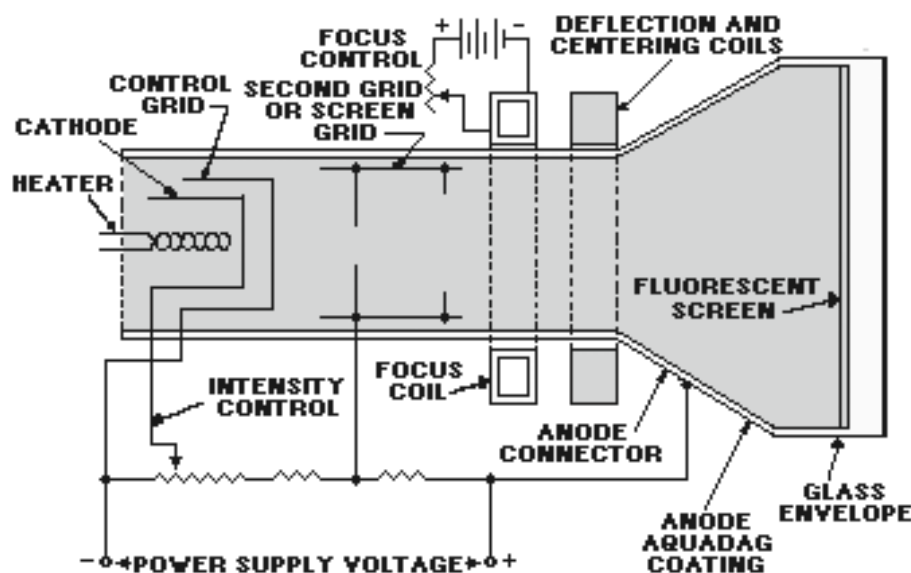 + -
FOCUS
CONTROL
DEFLECTION AND
CENTERING COILS
CONTROL
GRID
SECOND GRID
OR SCREEN
GRID
CATHODE
HEATER
FLUORESCENT
SCREEN
INTENSITY
CONTROL
FOCUS
COIL
ANODE
CONNECTOR
GLASS
ENVELOPE
ANODE
AQUADAG
COATING
- POWER SUPPLY VOLTAGE +